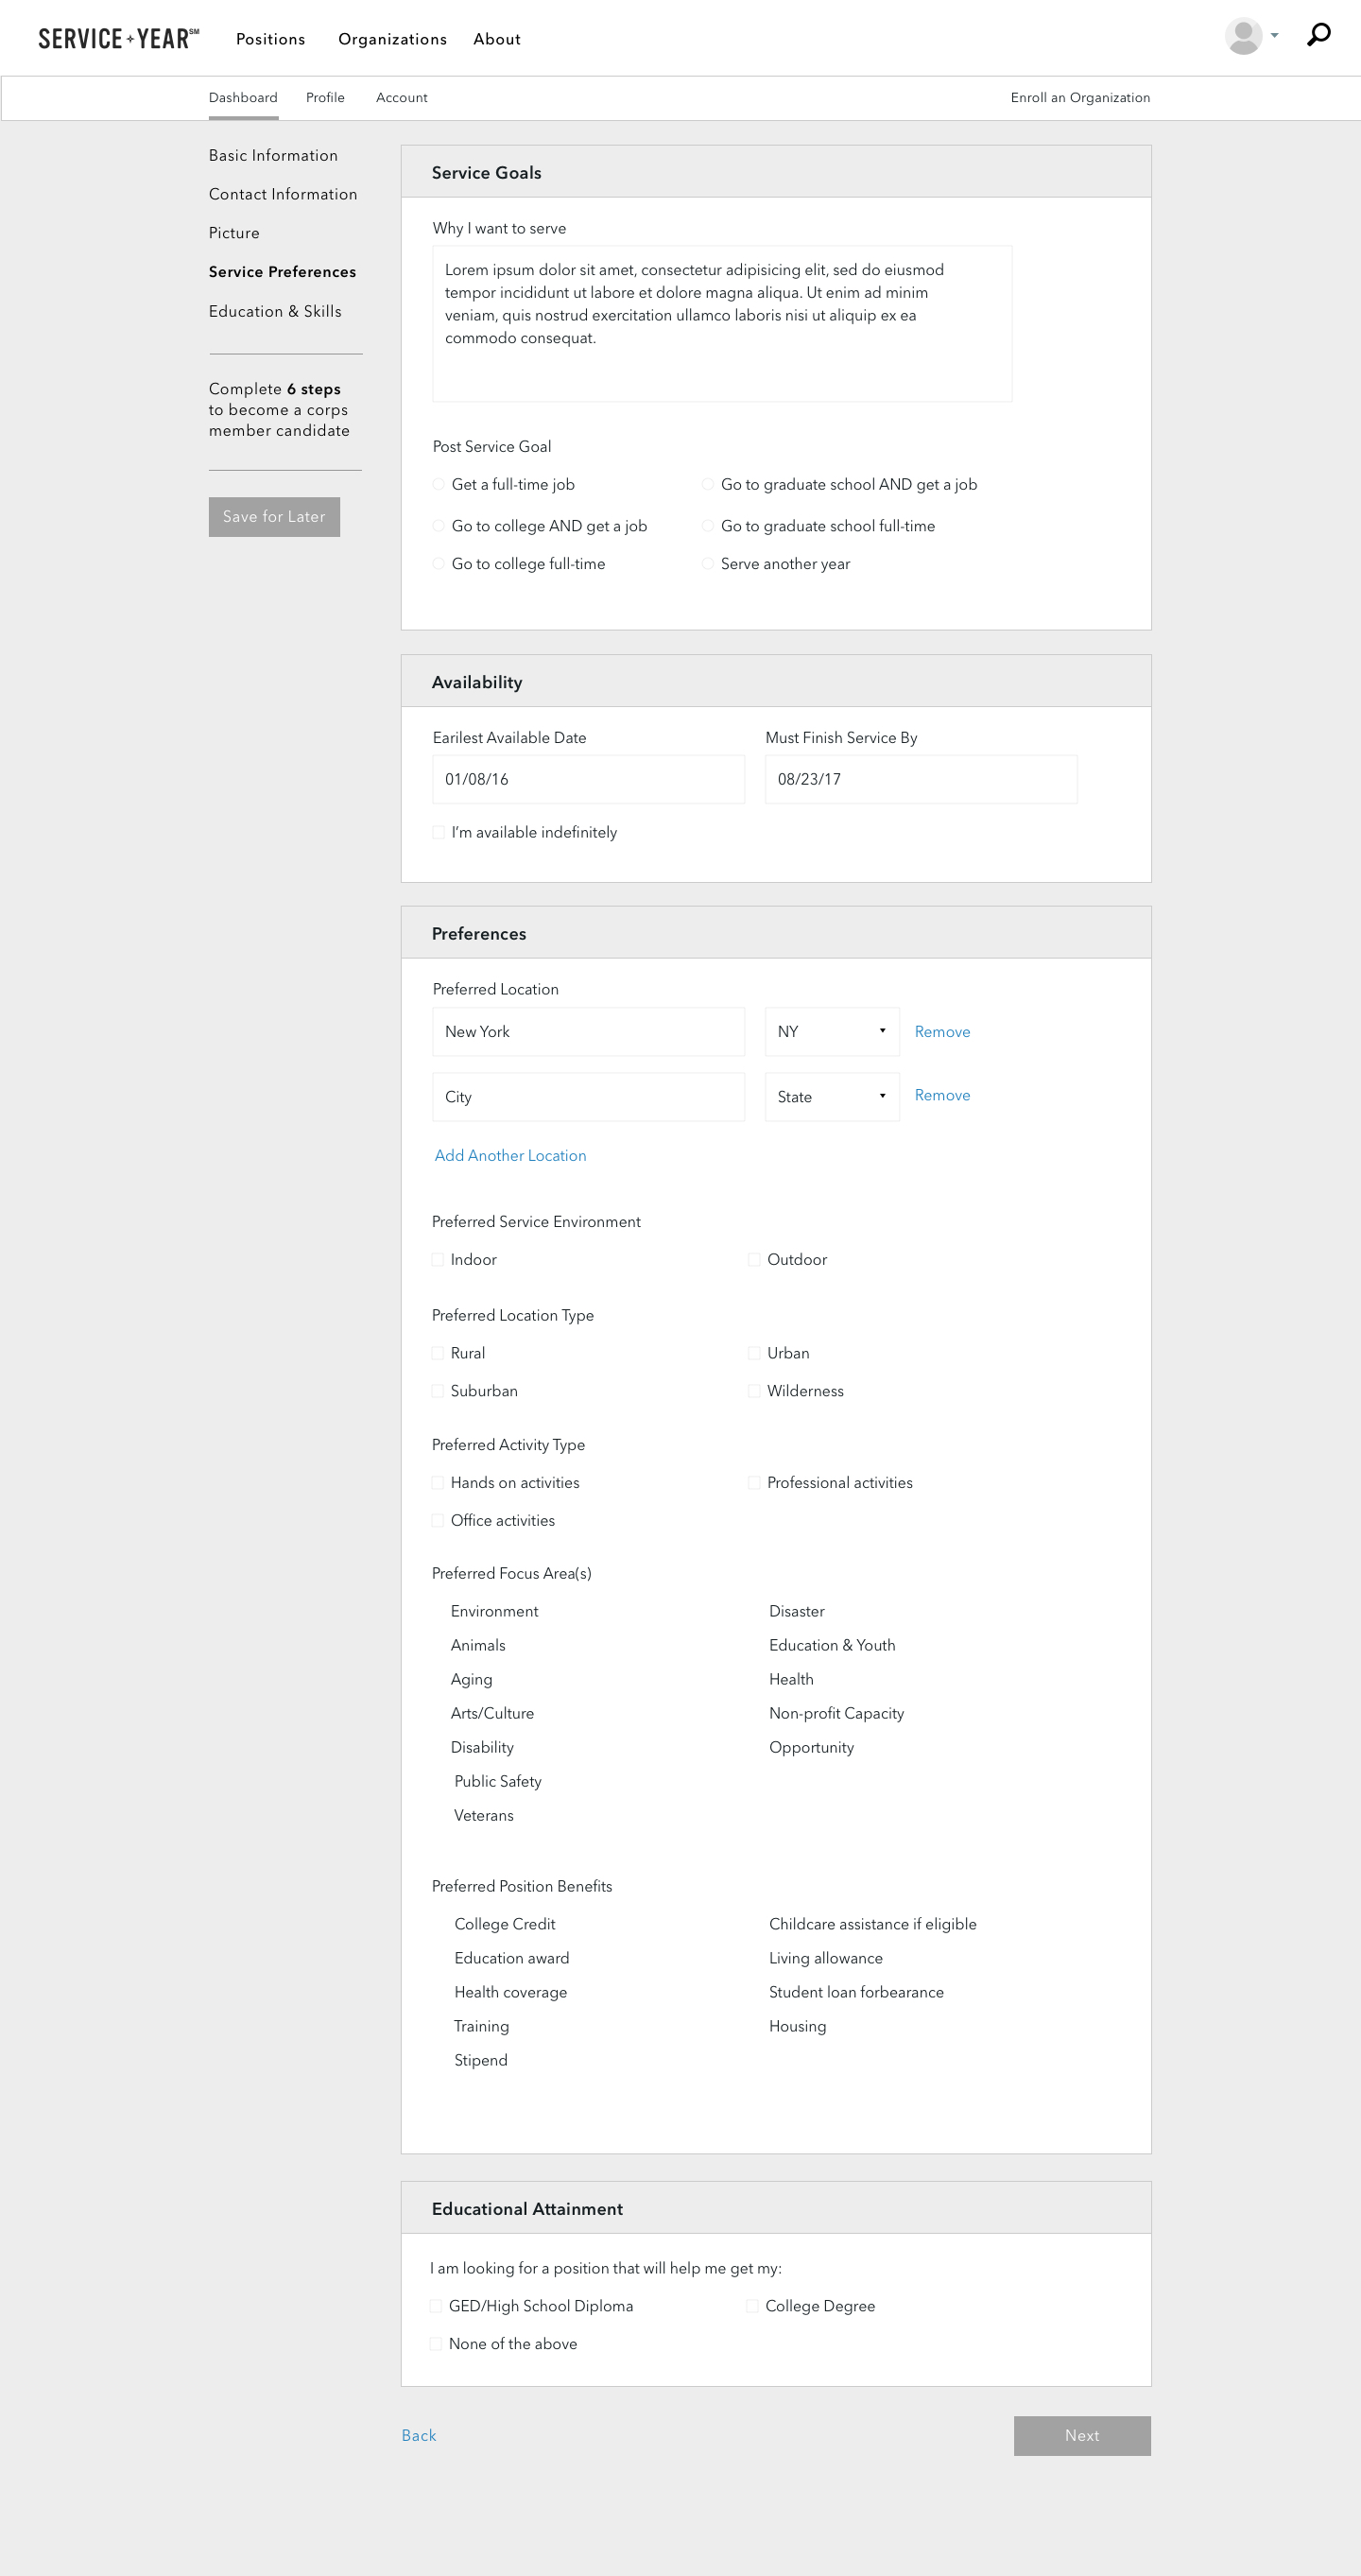 SERVICE+YEAR SM
Positions
Organizations
About
Dashboard
Profile
Account
Enroll an Organization
Basic Information
Contact Information
Picture
Service Preferences
Education & Skills
Complete 6 steps
to become a corps
member candidate
Save for Later
Service Goals
Why I want to serve
Lorem ipsum dolor sit amet, consectetur adipisicing elit, sed do eiusmod
tempor incididunt ut labore et dolore magna aliqua. Ut enim ad minim
veniam, quis nostrud exercitation ullamco laboris nisi ut aliquip ex ea
commodo consequat.
Post Service Goal
Get a full-time job
Go to graduate school AND get a job
Go to college AND get a job
Go to graduate school full-time
Go to college full-time
Serve another year
Availability
Earilest Available Date
Must Finish Service By
01/08/16
08/23/17
I'm available indefinitely
Preferences
Preferred Location
New York
NY
Remove
City
State
Remove
Add Another Location
Preferred Service Environment
Indoor
Outdoor
Preferred Location Type
Rural
Urban
Suburban
Wilderness
Preferred Activity Type
Hands on activities
Professional activities
Office activities
Preferred Focus Area(s)
Environment
Disaster
Animals
Education & Youth
Aging
Health
Arts/Culture
Non-profit Capacity
Disability
Opportunity
Public Safety
Veterans
Preferred Position Benefits
College Credit
Childcare assistance if eligible
Education award
Living allowance
Health coverage
Student loan forbearance
Training
Housing
Stipend
Educational Attainment
I am looking for a position that will help me get my:
GED/High School Diploma
College Degree
None of the above
Back
Next